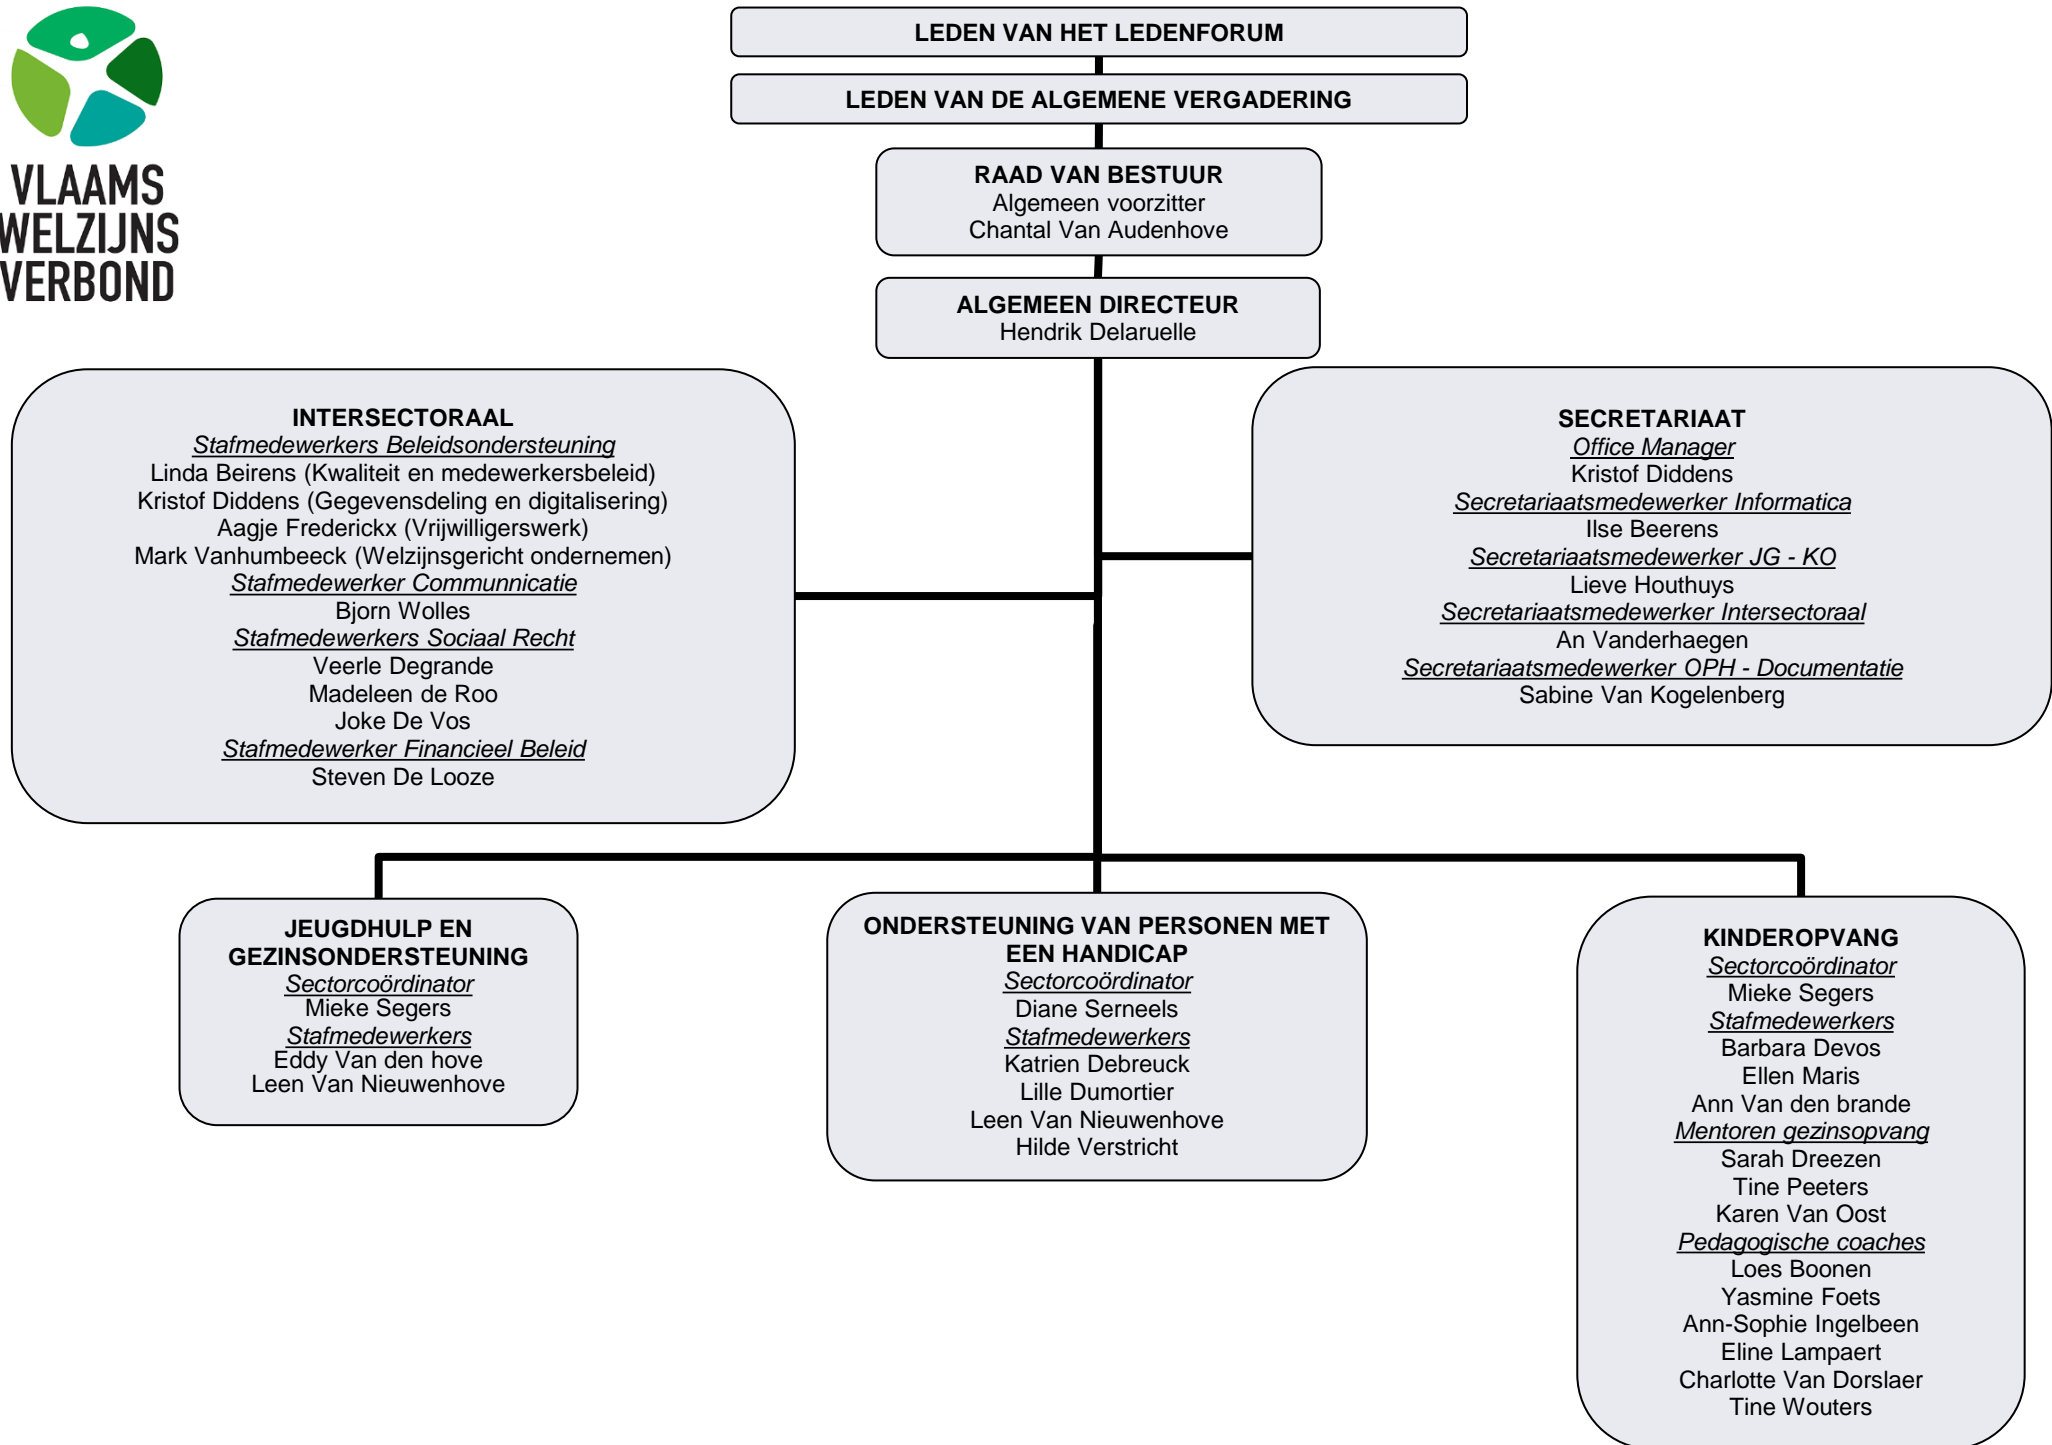 VLAAMS
WELZIJNS
VERBOND
LEDEN VAN HET LEDENFORUM
LEDEN VAN DE ALGEMENE VERGADERING
RAAD VAN BESTUUR
Algemeen voorzitter
Chantal Van Audenhove
ALGEMEEN DIRECTEUR
Hendrik Delaruelle
INTERSECTORAAL
Stafmedewerkers Beleidsondersteuning
Linda Beirens (Kwaliteit en medewerkersbeleid)
Kristof Diddens (Gegevensdeling en digitalisering)
Aagje Frederickx (Vrijwilligerswerk)
Mark Vanhumbeeck (Welzijnsgericht ondernemen)
Stafmedewerker Communnicatie
Bjorn Wolles
Stafmedewerkers Sociaal Recht
Veerle Degrande
Madeleen de Roo
Joke De Vos
Stafmedewerker Financieel Beleid
Steven De Looze
SECRETARIAAT
Office Manager
Kristof Diddens
Secretariaatsmedewerker Informatica
Ilse Beerens
Secretariaatsmedewerker JG - KO
Lieve Houthuys
Secretariaatsmedewerker Intersectoraal
An Vanderhaegen
Secretariaatsmedewerker OPH - Documentatie
Sabine Van Kogelenberg
JEUGDHULP EN
GEZINSONDERSTEUNING
Sectorcoördinator
Mieke Segers
Stafmedewerkers
Eddy Van den hove
Leen Van Nieuwenhove
ONDERSTEUNING VAN PERSONEN MET
EEN HANDICAP
Sectorcoördinator
Diane Serneels
Stafmedewerkers
Katrien Debreuck
Lille Dumortier
Leen Van Nieuwenhove
Hilde Verstricht
KINDEROPVANG
Sectorcoördinator
Mieke Segers
Stafmedewerkers
Barbara Devos
Ellen Maris
Ann Van den brande
Mentoren gezinsopvang
Sarah Dreezen
Tine Peeters
Karen Van Oost
Pedagogische coaches
Loes Boonen
Yasmine Foets
Ann-Sophie Ingelbeen
Eline Lampaert
Charlotte Van Dorslaer
Tine Wouters